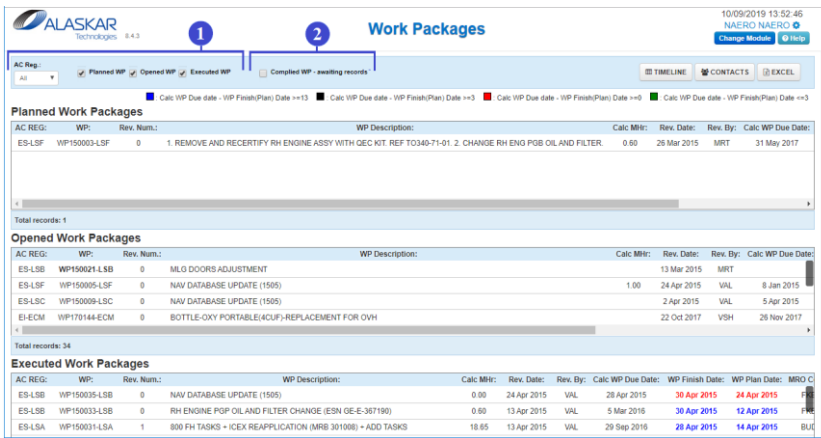 ALASKAR
Technologies 8.4.3
1
2
Work Packages
10/09/2019 13:52:46
NAERO NAERO
Change Module Help
AC Reg.:
All
Planned WP Opened WP Executed WP
Complied WP - awaiting records
TIMELINE CONTACTS EXCEL
Calc WP Due date - WP Finish(Plan) Date >=13 Calc WP Due date - WP Finish(Plan) Date >=3 Calc WP Due date - WP Finish(Plan) Date >=0 Calc WP Due date - WP Finish(Plan) Date <=3
Planned Work Packages
AC REG: WP: Rev. Num.: WP Description: Calc MHr: Rev. Date: Rev. By: Calc WP Due Date:
ES-LSF WP150003-LSF 0 1. REMOVE AND RECERTIFY RH ENGINE ASSY WITH QEC KIT. REF TO340-71-01. 2. CHANGE RH ENG PGB OIL AND FILTER. 0.60 26 Mar 2015 MRT 31 May 2017
Total records: 1
Opened Work Packages
AC REG: WP: Rev. Num.: WP Description: Calc MHr: Rev. Date: Rev. By: Calc WP Due Date:
ES-LSB WP150021-LSB 0 MLG DOORS ADJUSTMENT 13 Mar 2015 MRT
ES-LSF WP150005-LSF 0 NAV DATABASE UPDATE (1505) 1.00 24 Apr 2015 VAL 8 Jan 2015
ES-LSC WP150009-LSC 0 NAV DATABASE UPDATE (1505) 2 Apr 2015 VAL 5 Apr 2015
EI-ECM WP170144-ECM 0 BOTTLE-OXY PORTABLE(4CUF)-REPLACEMENT FOR OVH 22 Oct 2017 VSH 26 Nov 2017
Total records: 34
Executed Work Packages
AC REG: WP: Rev. Num.: WP Description: Calc MHr: Rev. Date: Rev. By: Calc WP Due Date: WP Finish Date: WP Plan Date: MRO C
ES-LSB WP150035-LSB 0 NAV DATABASE UPDATE (1505) 0.00 24 Apr 2015 VAL 28 Apr 2015 30 Apr 2015 24 Apr 2015
ES-LSB WP150033-LSB 0 RH ENGINE PGP OIL AND FILTER CHANGE (ESN GE-E-367190) 0.60 13 Apr 2015 VAL 5 Mar 2016 30 Apr 2015 12 Apr 2015
ES-LSA WP150031-LSA 1 800 FH TASKS + ICEX REAPPLICATION (MRB 301008) + ADD TASKS 18.65 13 Apr 2015 VAL 29 Sep 2016 28 Apr 2015 14 Apr 2015 BUD